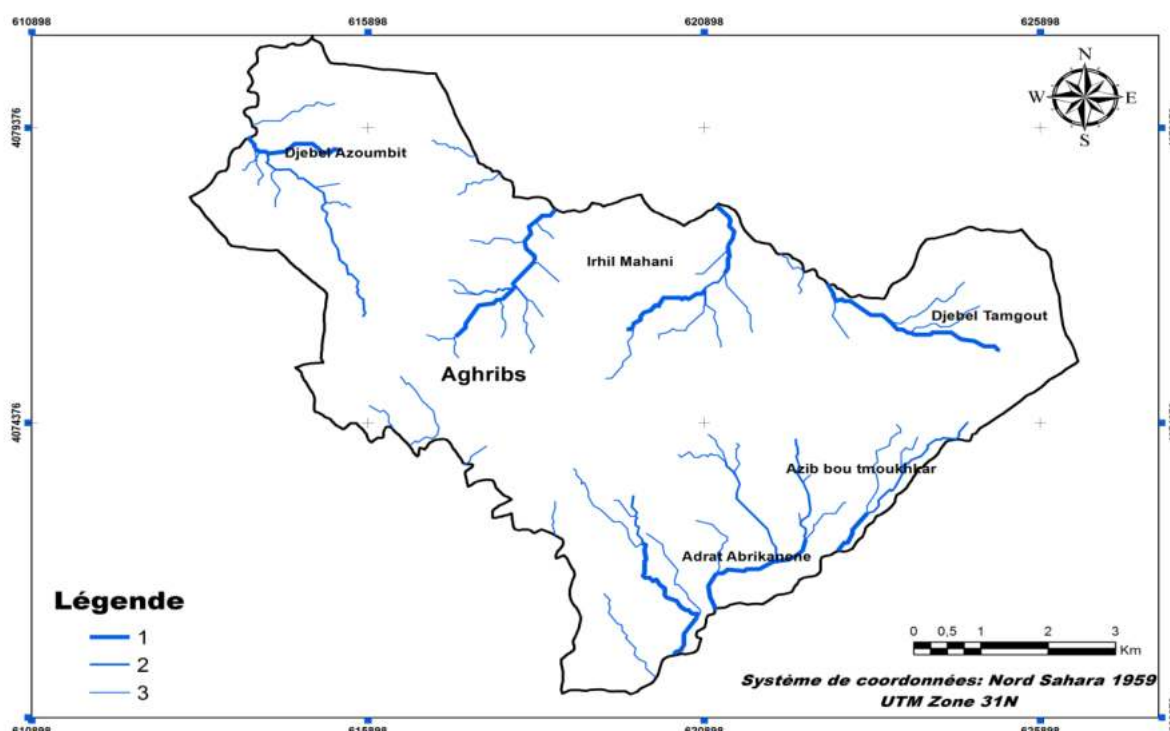 610898 615898 620898 625898
N
W E
S
4079376
Djebel Azoumbit
Irhil Mahani
Djebel Tamgout
Aghribs
4074376
Azib bou tmoukhkar
Adrat Abrikanene
Légende
1
2
3
0 0,5 1 2 3
Km
Système de coordonnées: Nord Sahara 1959
UTM Zone 31N
610898 615898 620898 625898